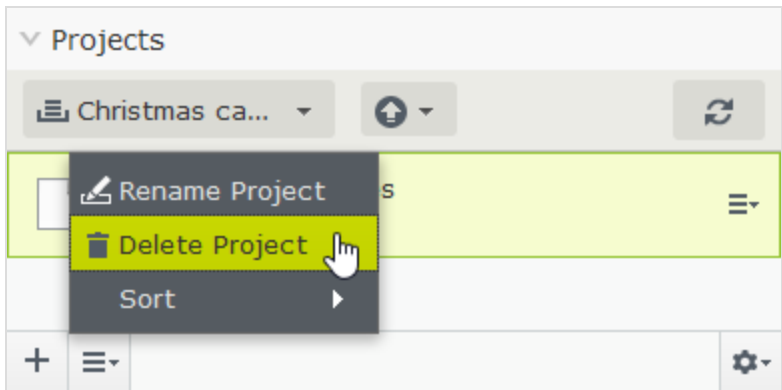 Projects
Christmas ca...
Rename Project
s
Delete Project
Sort